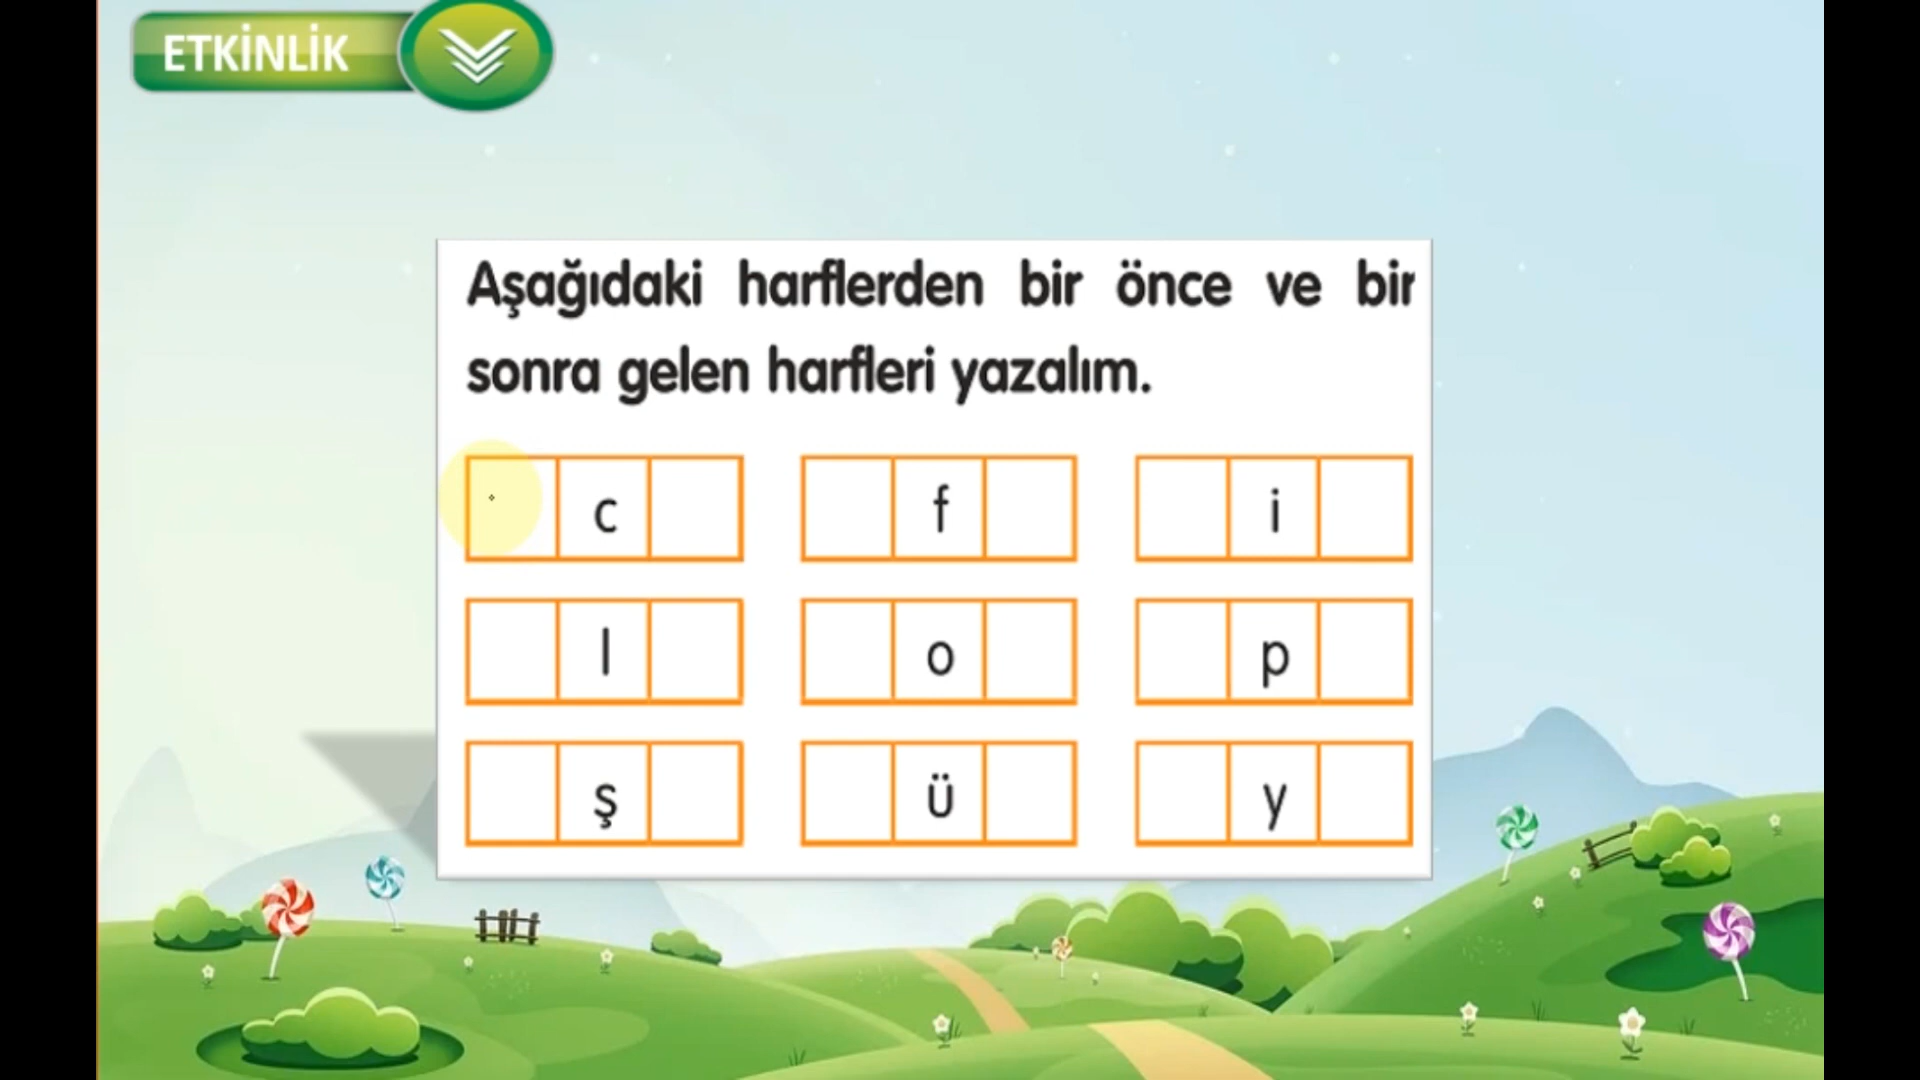 ETKİNLİK
Aşağıdaki harflerden bir önce ve bir
sonra gelen harfleri yazalım.
c f i
l o p
ş ü y